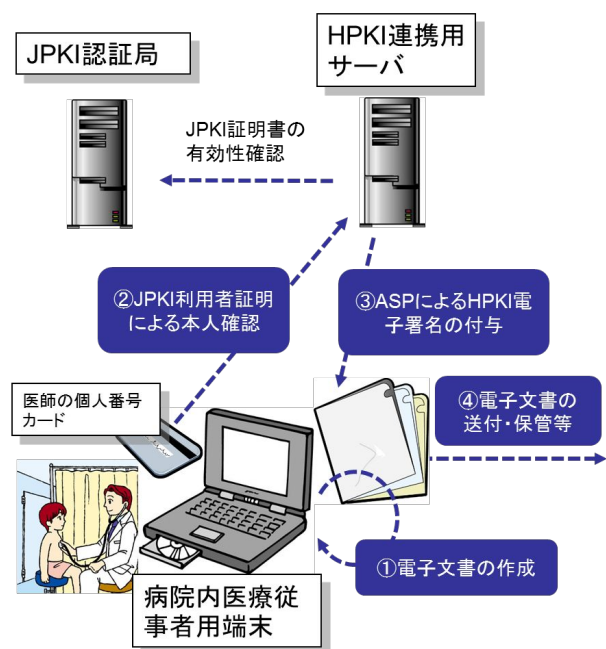 JPKI認証局
HPKI連携用
サーバ
JPKI証明書の
有効性確認
②JPKI利用者証明
による本人確認
③ASPによるHPKI電
子署名の付与
医師の個人番号
カード
④電子文書の
送付・保管等
①電子文書の作成
病院内医療従
事者用端末